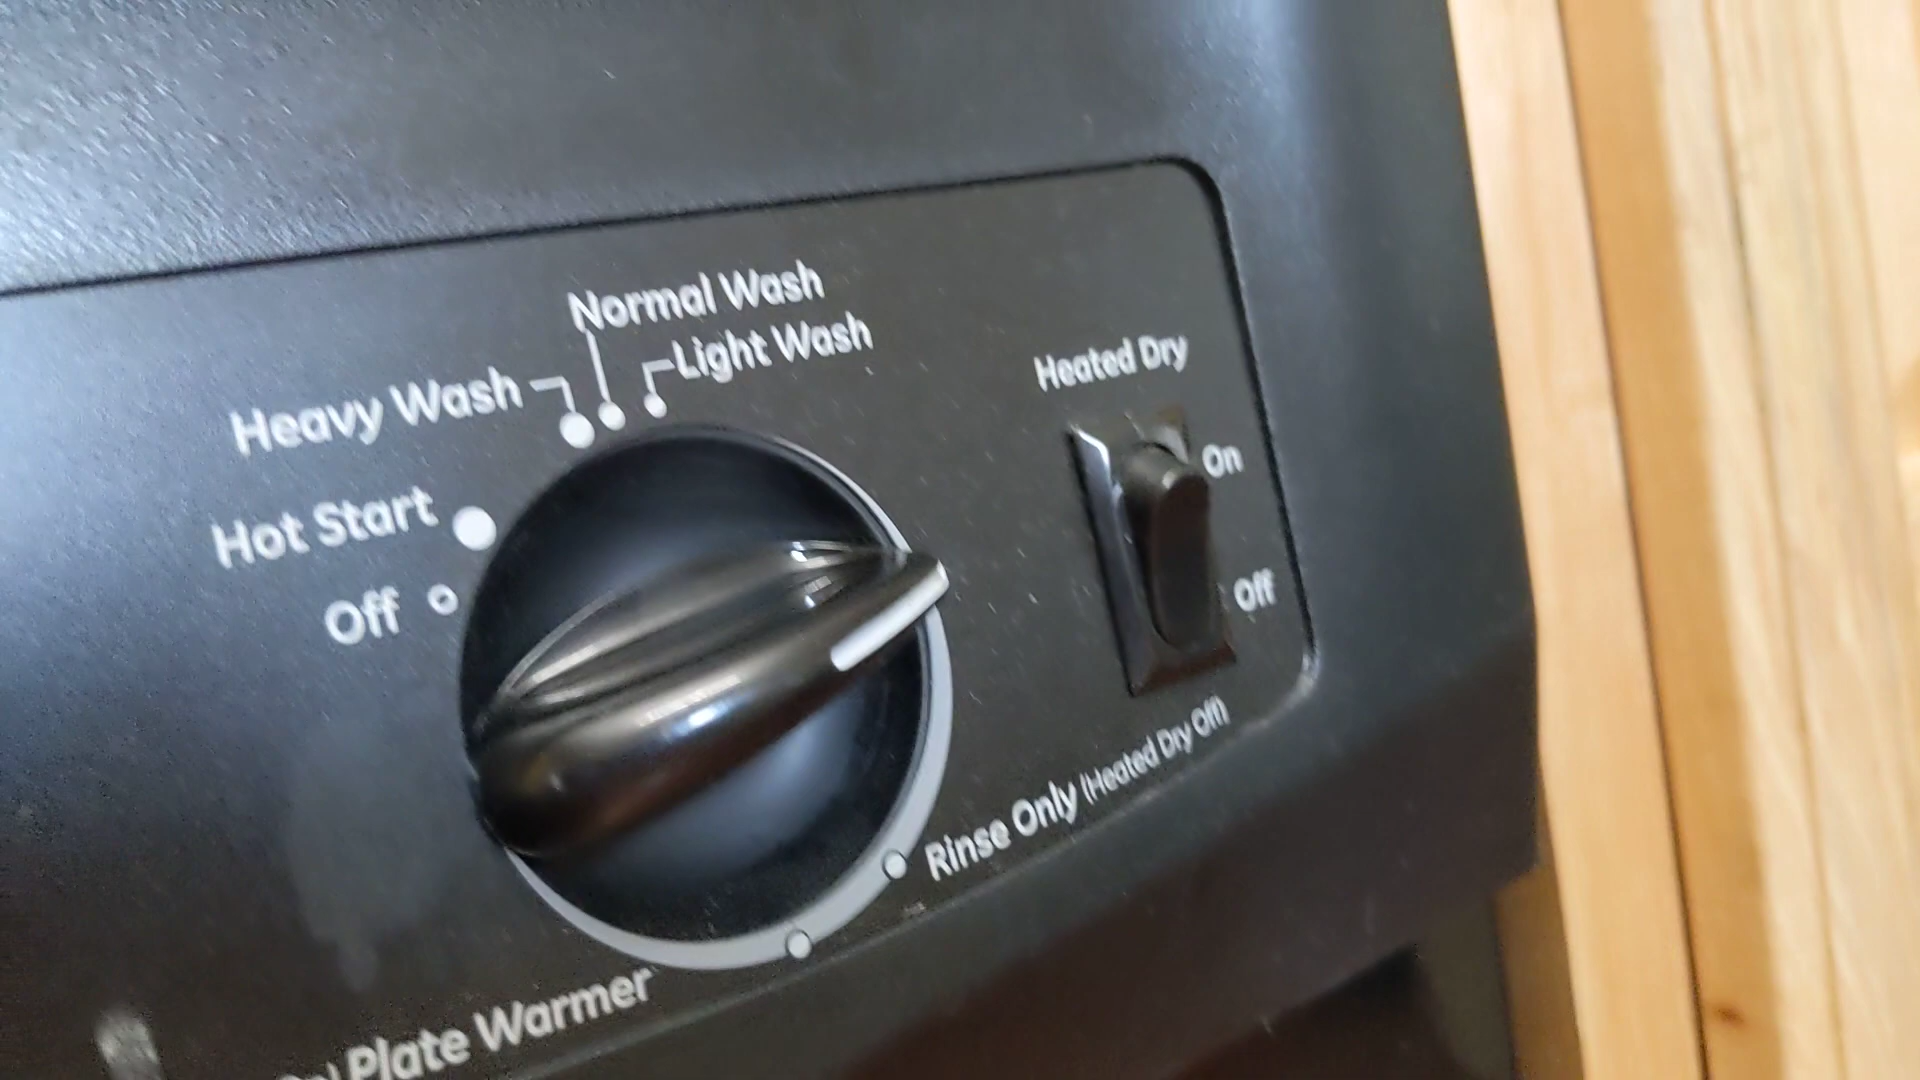 Normal Wash
Light Wash
Heavy Wash
Heated Dry
On
Hot Start
Off
Off
Rinse Only (Heated Dry Off)
Plate Warmer